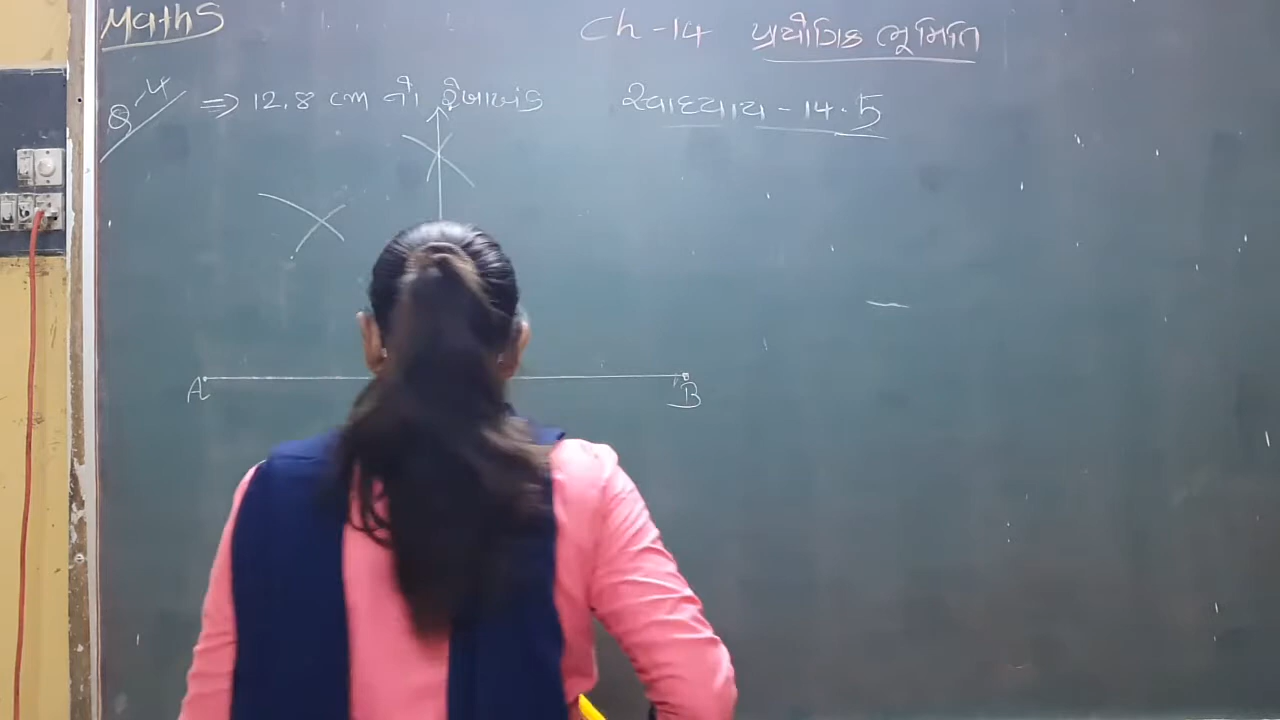 Maths
Ch - 14 પ્રાયોગિક ભૂમિતિ
Q-4 ⇒ 12.8 cm નો રેખાખંડ
સ્વાધ્યાય - 14.5
A B